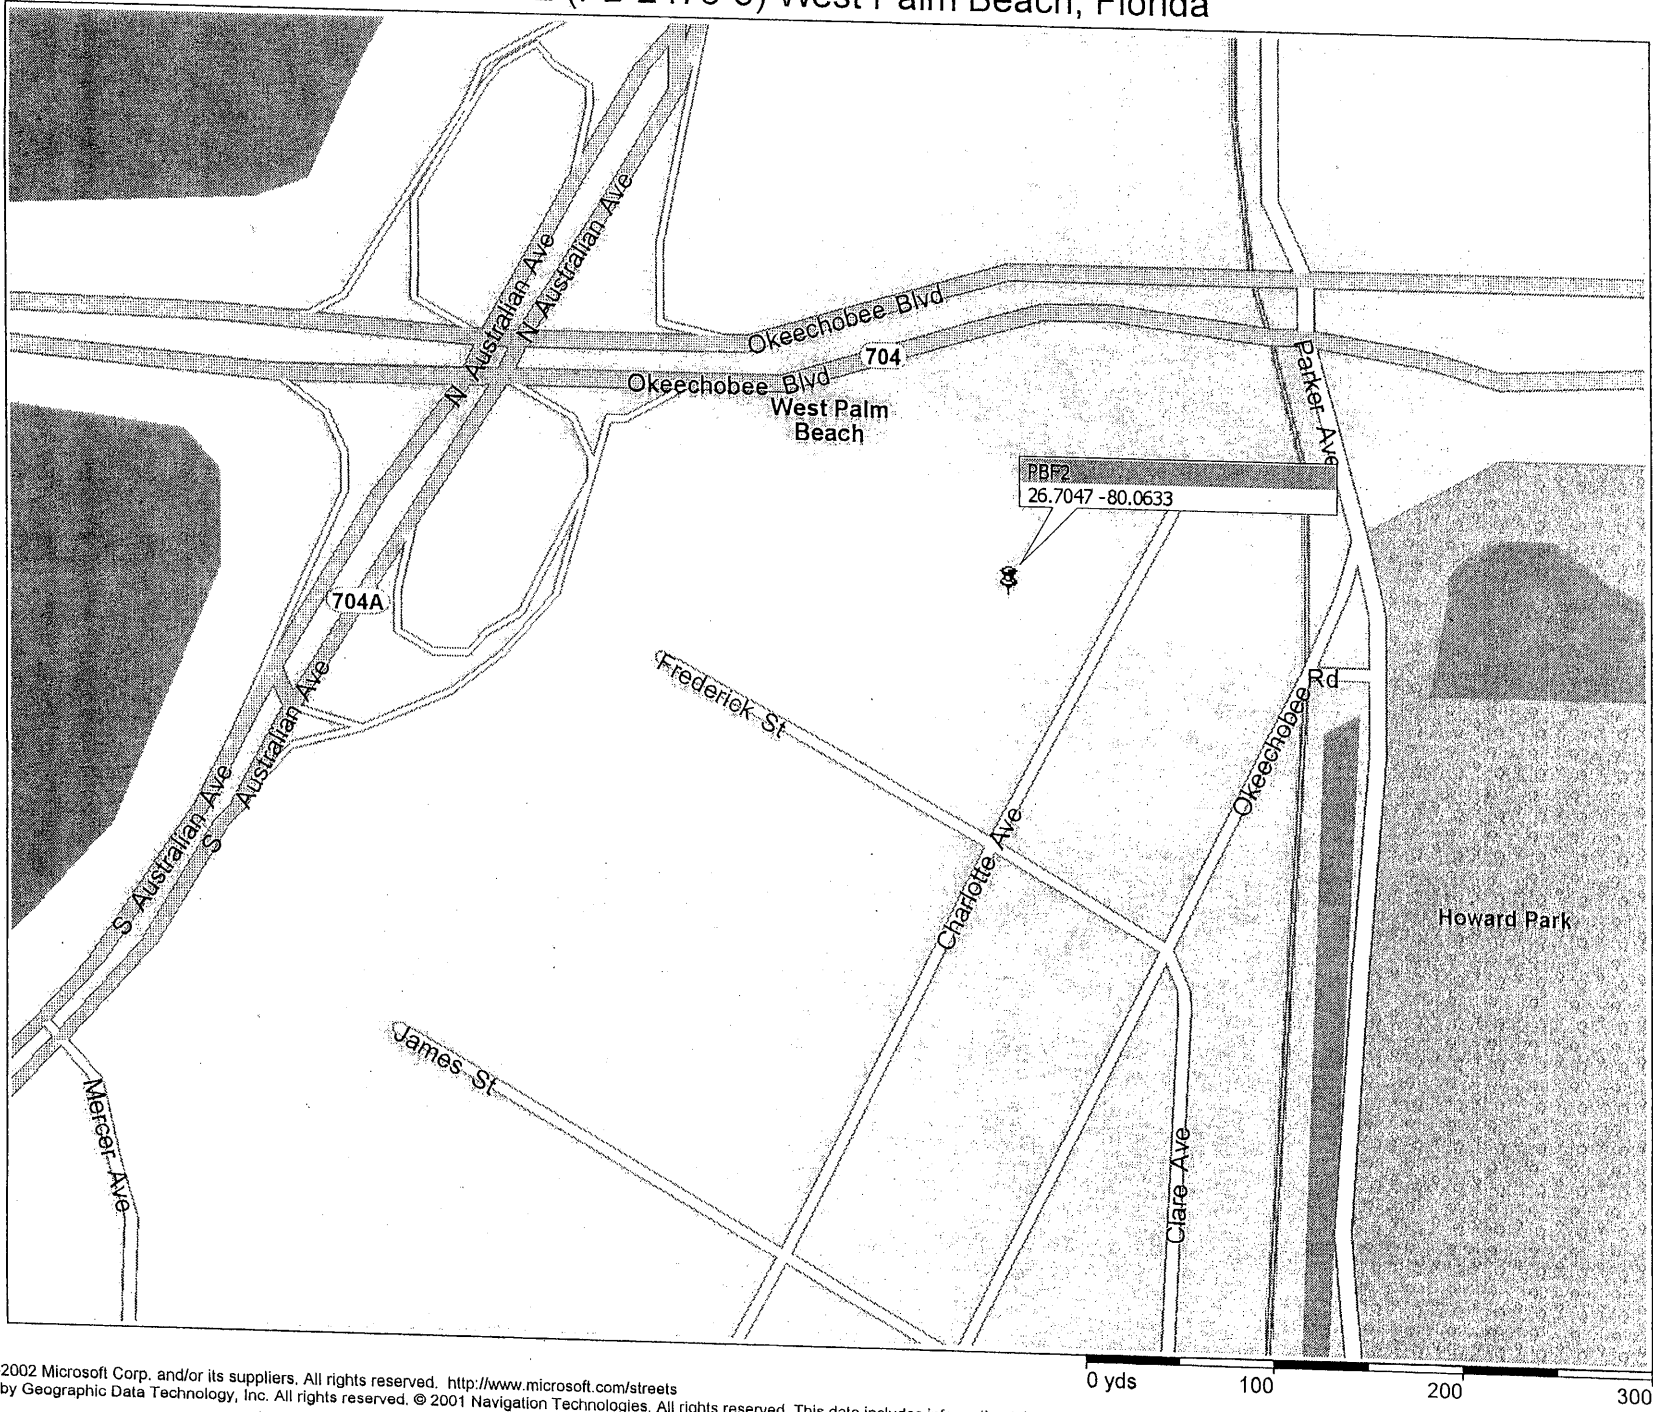 West Palm Beach, Florida
N Australian Ave
N Australian Ave
Okeechobee Blvd
704
Okeechobee Blvd
West Palm
Beach
Parker Ave
PBF2
26.7047 -80.0633
704A
Frederick St
Okeechobee Rd
S Australian Ave
S Australian Ave
Charlotte Ave
Howard Park
James St
Mercer Ave
Clare Ave
0 yds 100 200 300
2002 Microsoft Corp. and/or its suppliers. All rights reserved. http://www.microsoft.com/streets
by Geographic Data Technology, Inc. All rights reserved. © 2001 Navigation Technologies. All rights reserved. This data includes